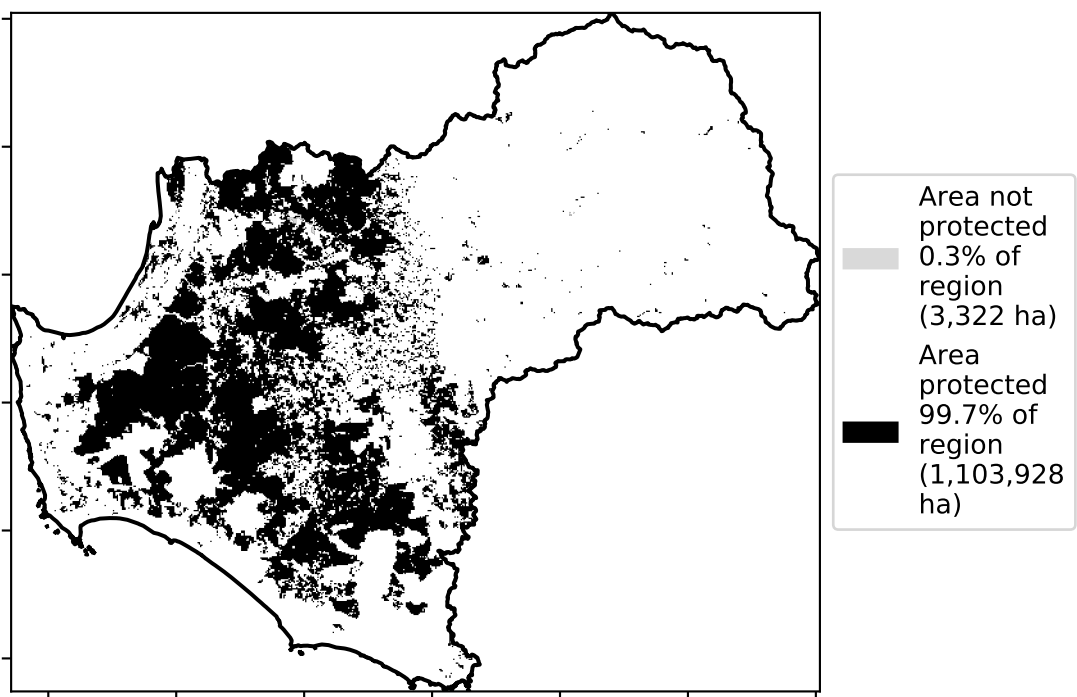 Area not
protected
0.3% of
region
(3,322 ha)
Area
protected
99.7% of
region
(1,103,928
ha)